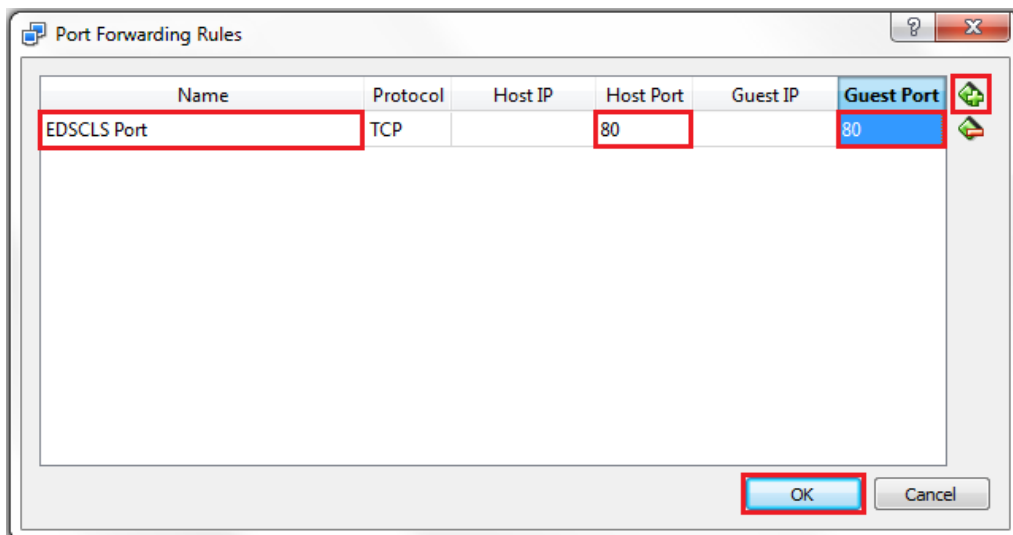 Port Forwarding Rules
?
Name Protocol Host IP Host Port Guest IP Guest Port
EDSCLS Port TCP 80 80
OK Cancel